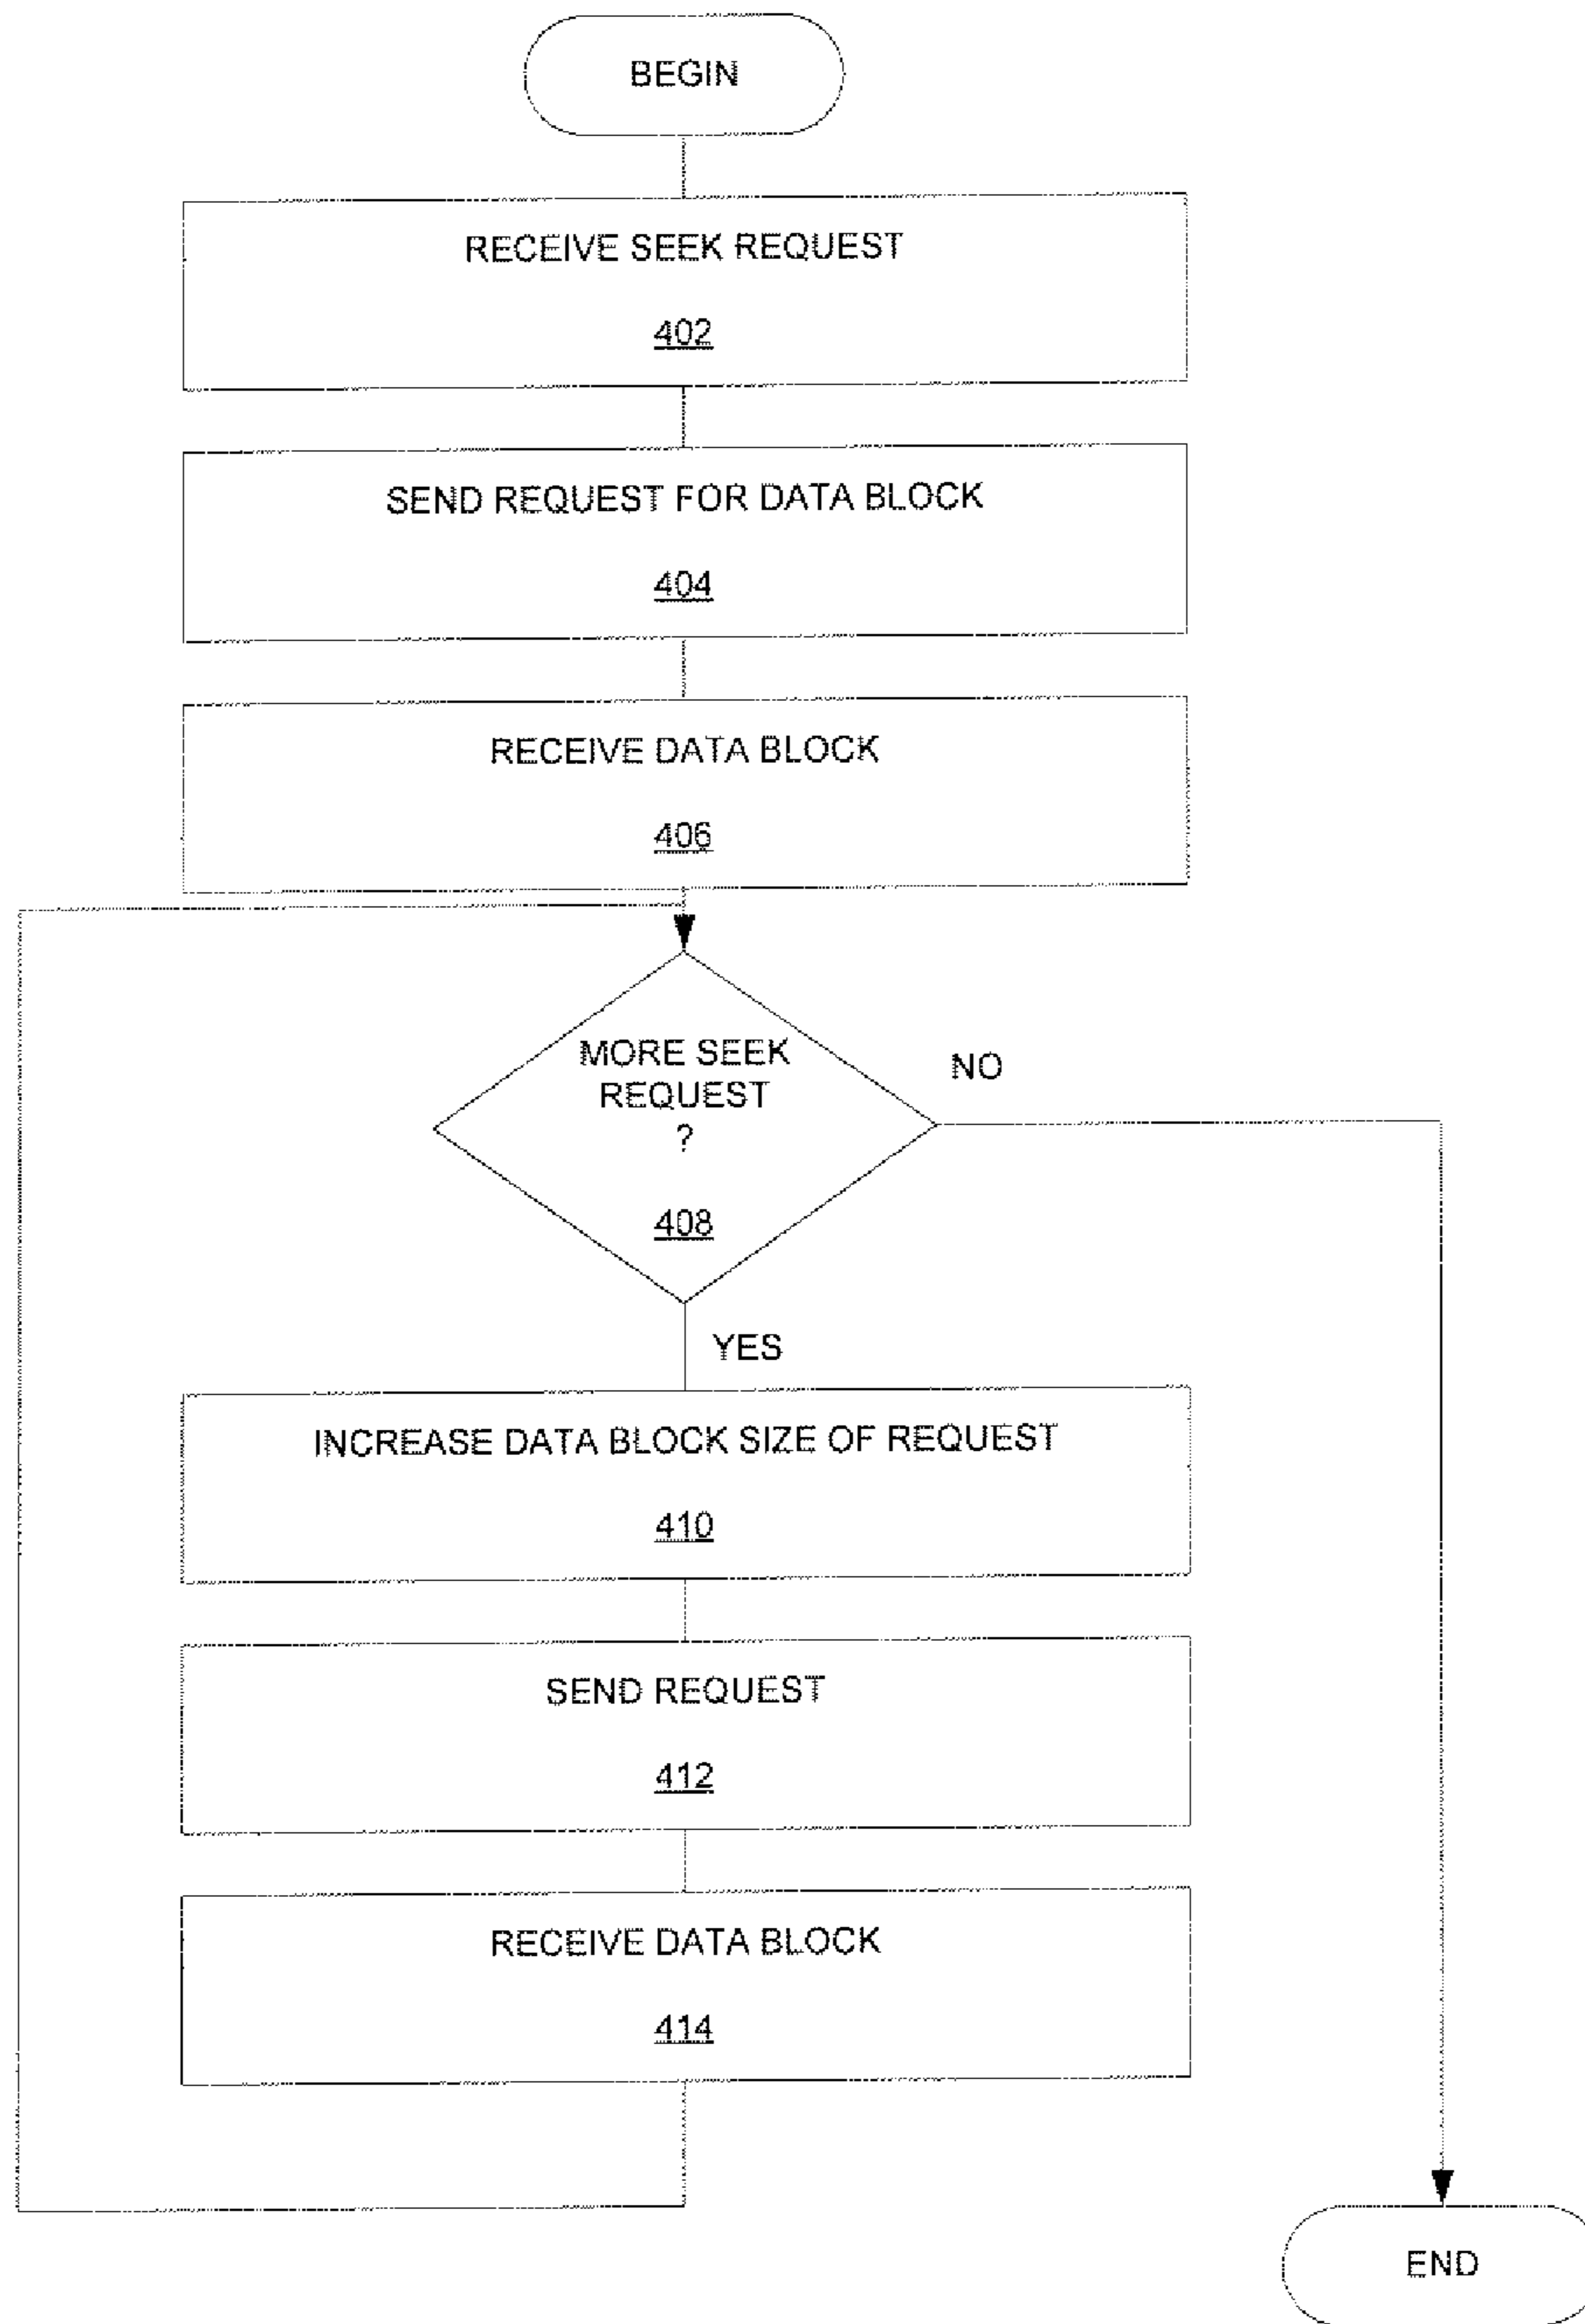 BEGIN
RECEIVE SEEK REQUEST
402
SEND REQUEST FOR DATA BLOCK
404
RECEIVE DATA BLOCK
406
MORE SEEK
REQUEST
?
408
NO
YES
INCREASE DATA BLOCK SIZE OF REQUEST
410
SEND REQUEST
412
RECEIVE DATA BLOCK
414
END